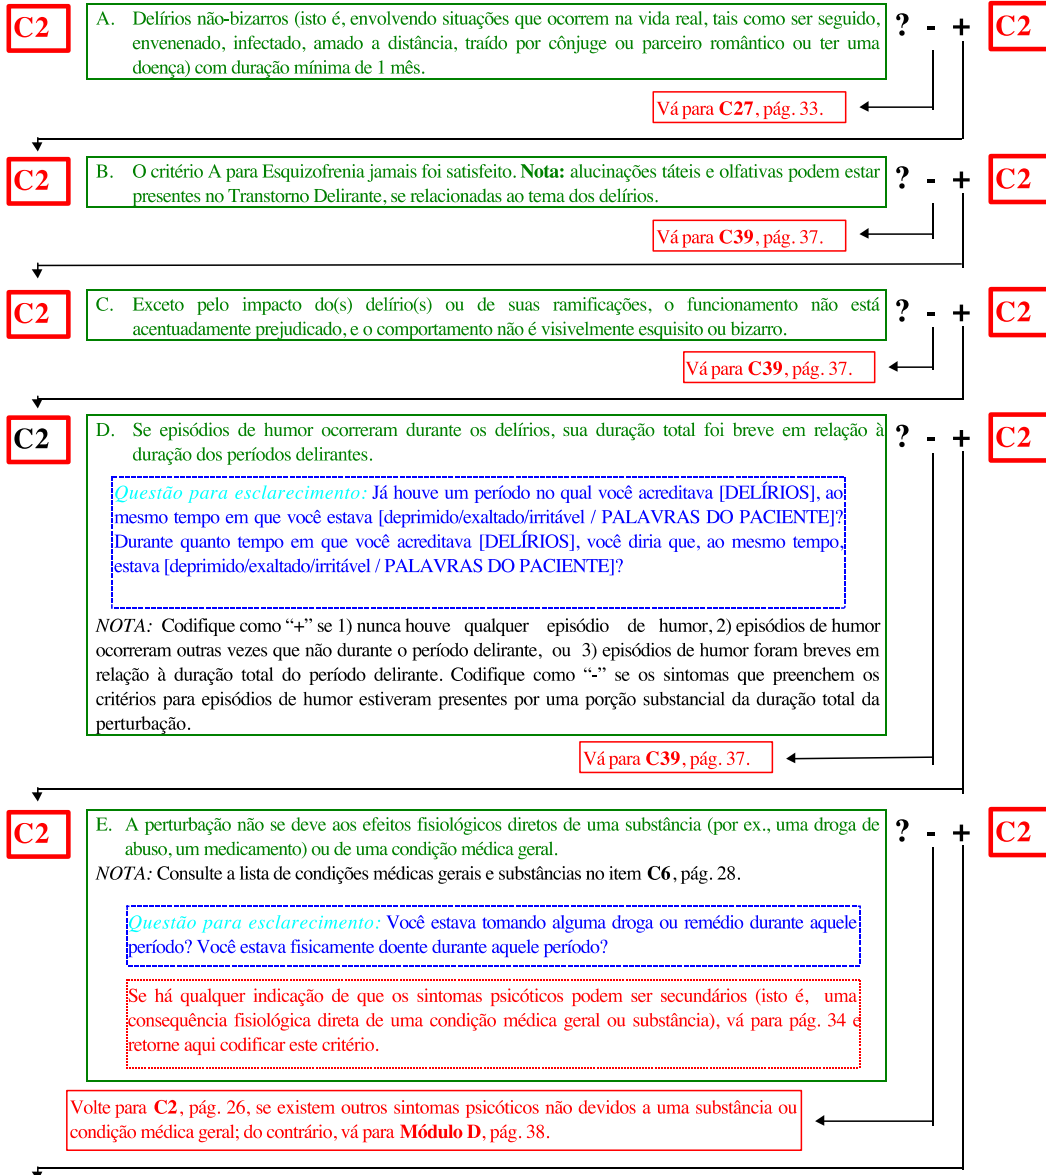 C2 A. Delírios não-bizarros (isto é, envolvendo situações que ocorrem na vida real, tais como ser seguido, ? - + C2
envenenado, infectado, amado a distância, traído por cônjuge ou parceiro romântico ou ter uma
doença) com duração mínima de 1 mês.
Vá para C27, pág. 33.
C2 B. O critério A para Esquizofrenia jamais foi satisfeito. Nota: alucinações táteis e olfativas podem estar ? - + C2
presentes no Transtorno Delirante, se relacionadas ao tema dos delírios.
Vá para C39, pág. 37.
C2 C. Exceto pelo impacto do(s) delírio(s) ou de suas ramificações, o funcionamento não está ? - + C2
acentuadamente prejudicado, e o comportamento não é visivelmente esquisito ou bizarro.
Vá para C39, pág. 37.
C2 D. Se episódios de humor ocorreram durante os delírios, sua duração total foi breve em relação à ? - + C2
duração dos períodos delirantes.
Questão para esclarecimento: Já houve um período no qual você acreditava [DELÍRIOS], ao
mesmo tempo em que você estava [deprimido/exaltado/irritável / PALAVRAS DO PACIENTE]?
Durante quanto tempo em que você acreditava [DELÍRIOS], você diria que, ao mesmo tempo,
estava [deprimido/exaltado/irritável / PALAVRAS DO PACIENTE]?
NOTA: Codifique como “+” se 1) nunca houve qualquer episódio de humor, 2) episódios de humor
ocorreram outras vezes que não durante o período delirante, ou 3) episódios de humor foram breves em
relação à duração total do período delirante. Codifique como “-” se os sintomas que preenchem os
critérios para episódios de humor estiveram presentes por uma porção substancial da duração total da
perturbação.
Vá para C39, pág. 37.
C2 E. A perturbação não se deve aos efeitos fisiológicos diretos de uma substância (por ex., uma droga de ? - + C2
abuso, um medicamento) ou de uma condição médica geral.
NOTA: Consulte a lista de condições médicas gerais e substâncias no item C6, pág. 28.
Questão para esclarecimento: Você estava tomando alguma droga ou remédio durante aquele
período? Você estava fisicamente doente durante aquele período?
Se há qualquer indicação de que os sintomas psicóticos podem ser secundários (isto é, uma
consequência fisiológica direta de uma condição médica geral ou substância), vá para pág. 34 e
retorne aqui codificar este critério.
Volte para C2, pág. 26, se existem outros sintomas psicóticos não devidos a uma substância ou
condição médica geral; do contrário, vá para Módulo D, pág. 38.